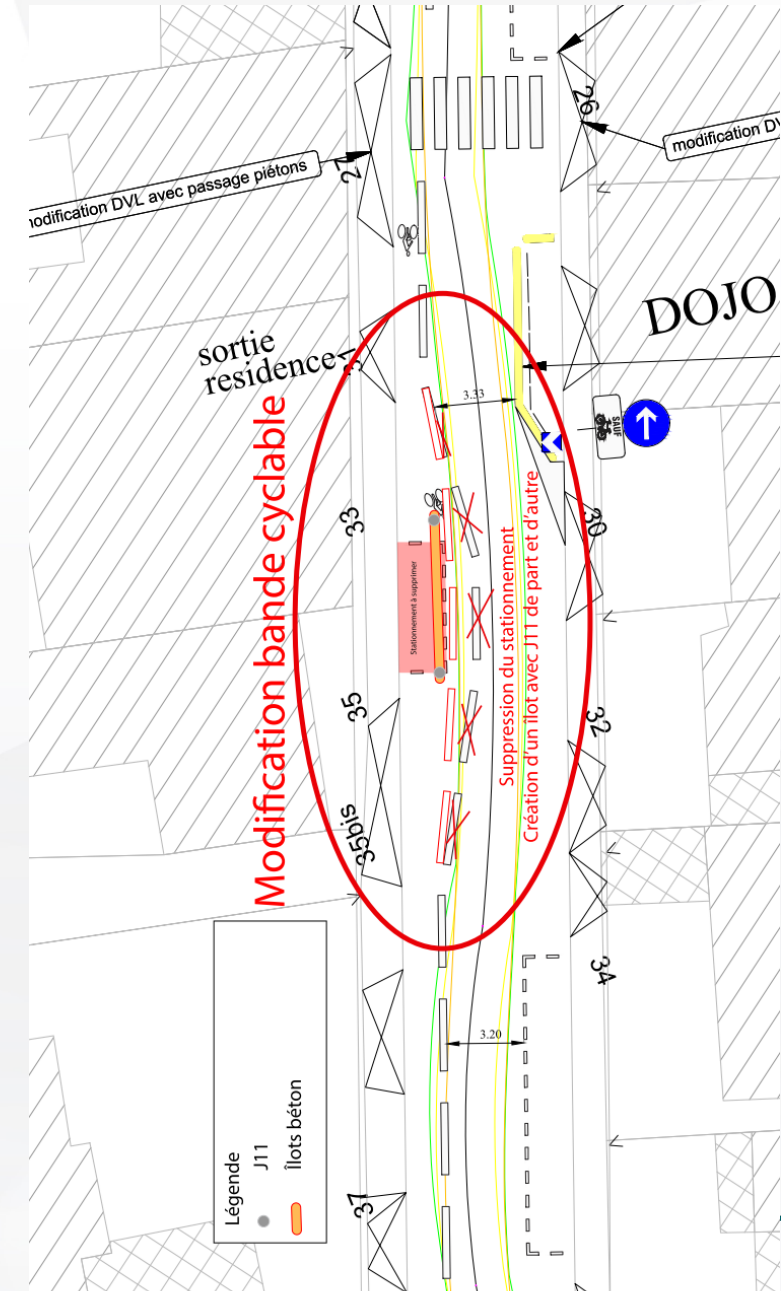 26
27
modification DVL avec passage piétons
modification DV
DOJO
sortie
residence
31
3.33
SAUF
Modification bande cyclable
33
30
Stationnement à supprimer
Suppression du stationnement
Création d'un îlot avec J11 de part et d'autre
35
32
35bis
34
3.20
Légende
J11
Îlots béton
37